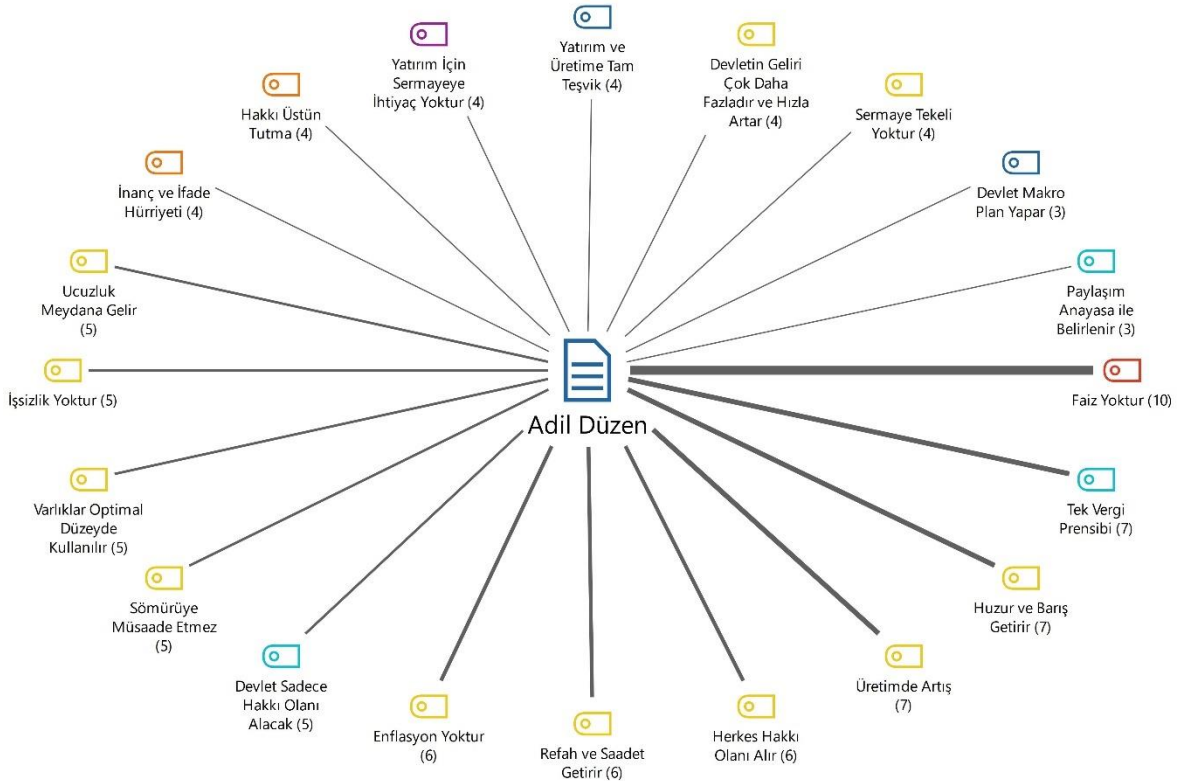 Yatırım İçin
Sermayeye
İhtiyaç Yoktur (4)
Yatırım ve
Üretime Tam
Teşvik (4)
Devletin Geliri
Çok Daha
Fazladır ve Hızla
Artar (4)
Hakkı Üstün
Tutma (4)
Sermaye Tekeli
Yoktur (4)
İnanç ve İfade
Hürriyeti (4)
Devlet Makro
Plan Yapar (3)
Ucuzluk
Meydana Gelir
(5)
Paylaşım
Anayasa ile
Belirlenir (3)
İşsizlik Yoktur (5)
Faiz Yoktur (10)
Adil Düzen
Varlıklar Optimal
Düzeyde
Kullanılır (5)
Tek Vergi
Prensibi (7)
Sömürüye
Müsaade Etmez
(5)
Huzur ve Barış
Getirir (7)
Devlet Sadece
Hakkı Olanı
Alacak (5)
Üretimde Artış
(7)
Enflasyon Yoktur
(6)
Refah ve Saadet
Getirir (6)
Herkes Hakkı
Olanı Alır (6)